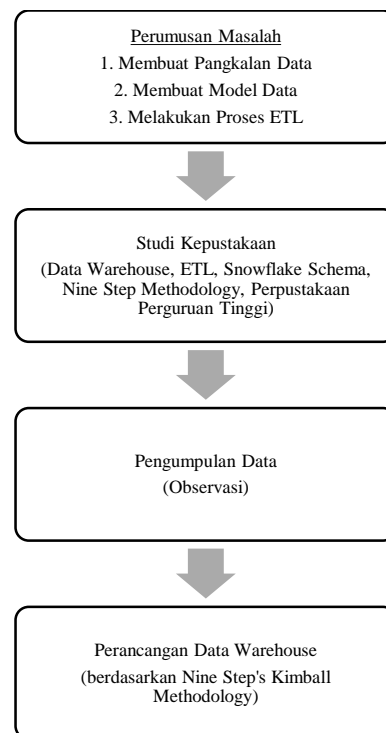 Perumusan Masalah
1. Membuat Pangkalan Data
2. Membuat Model Data
3. Melakukan Proses ETL
Studi Kepustakaan
(Data Warehouse, ETL, Snowflake Schema,
Nine Step Methodology, Perpustakaan
Perguruan Tinggi)
Pengumpulan Data
(Observasi)
Perancangan Data Warehouse
(berdasarkan Nine Step's Kimball
Methodology)